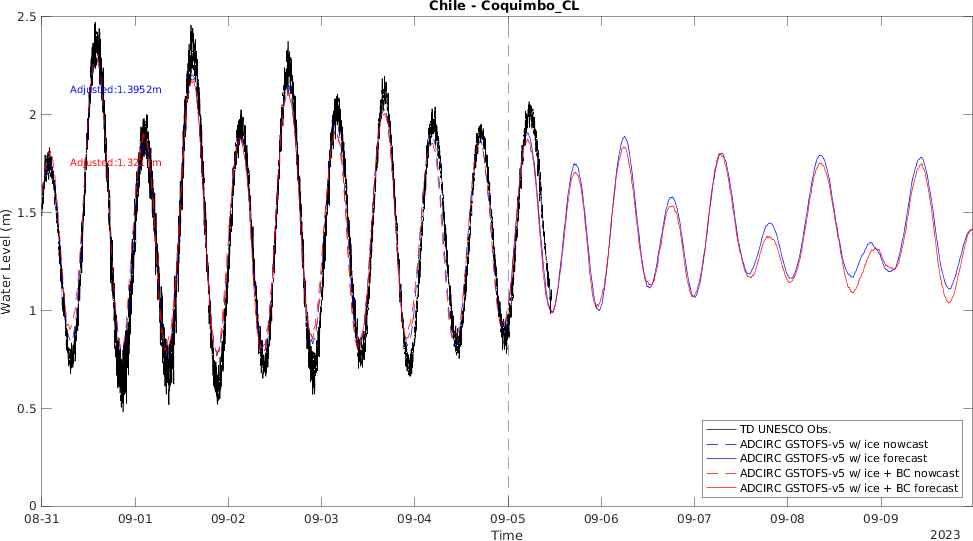 Chile - Coquimbo_CL
2.5
2
1.5
1
0.5
0
Water Level (m)
Adjusted:1.3952m
TD UNESCO Obs.
ADCIRC GSTOFS-v5 w/ ice nowcast
ADCIRC GSTOFS-v5 w/ ice forecast
ADCIRC GSTOFS-v5 w/ ice + BC nowcast
ADCIRC GSTOFS-v5 w/ ice + BC forecast
08-31 09-01 09-02 09-03 09-04 09-05 09-06 09-07 09-08 09-09
Time
2023